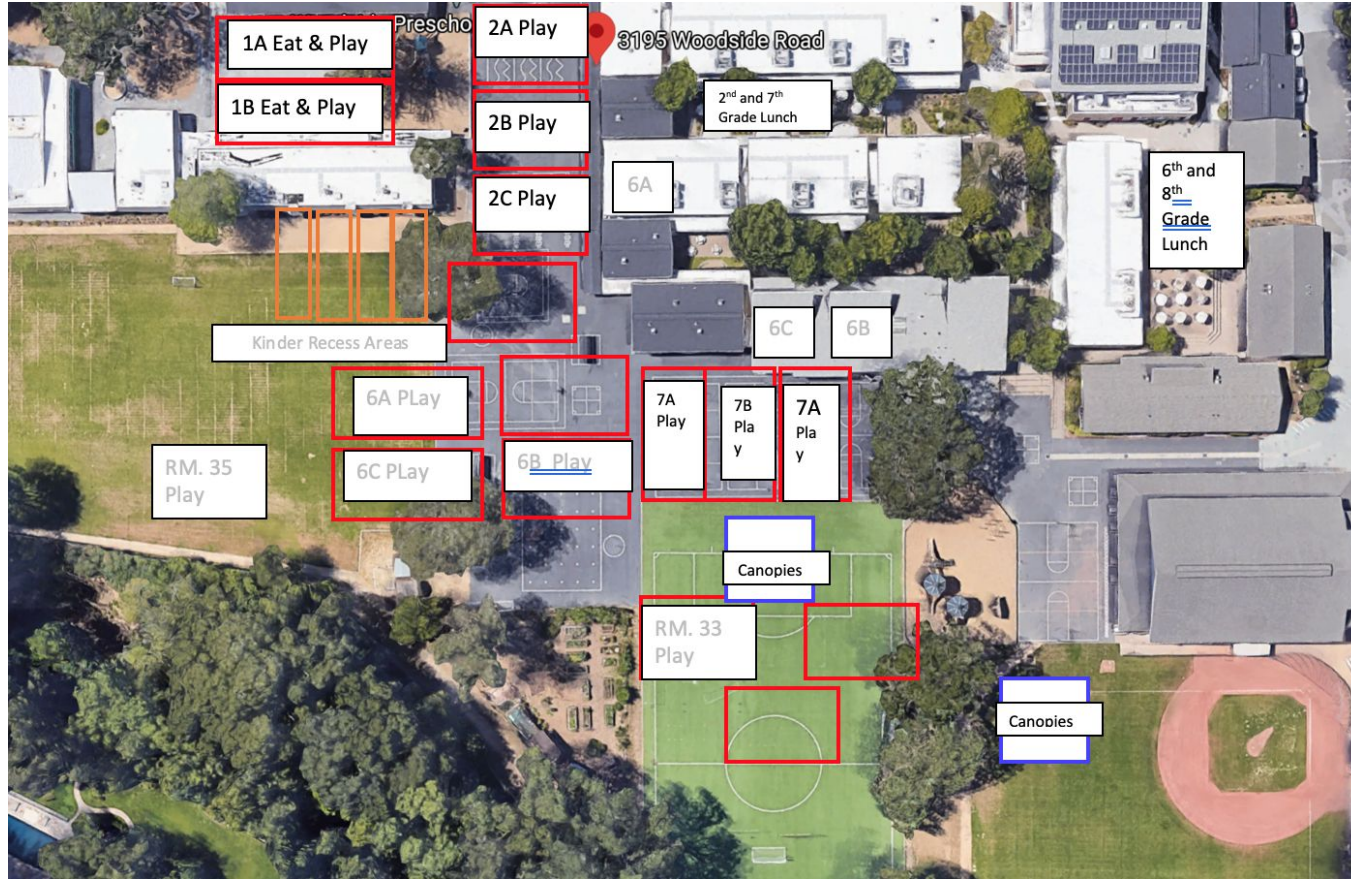 Prescho
1A Eat & Play
2A Play
3195 Woodside Road
1B Eat & Play
2B Play
2nd and 7th
Grade Lunch
2C Play
6A
6th and
8th
Grade
Lunch
Kinder Recess Areas
6C
6B
6A PLay
7A
Play
7B
Pla
y
7A
Pla
y
RM. 35
Play
6C PLay
6B Play
Canopies
RM. 33
Play
Canopies